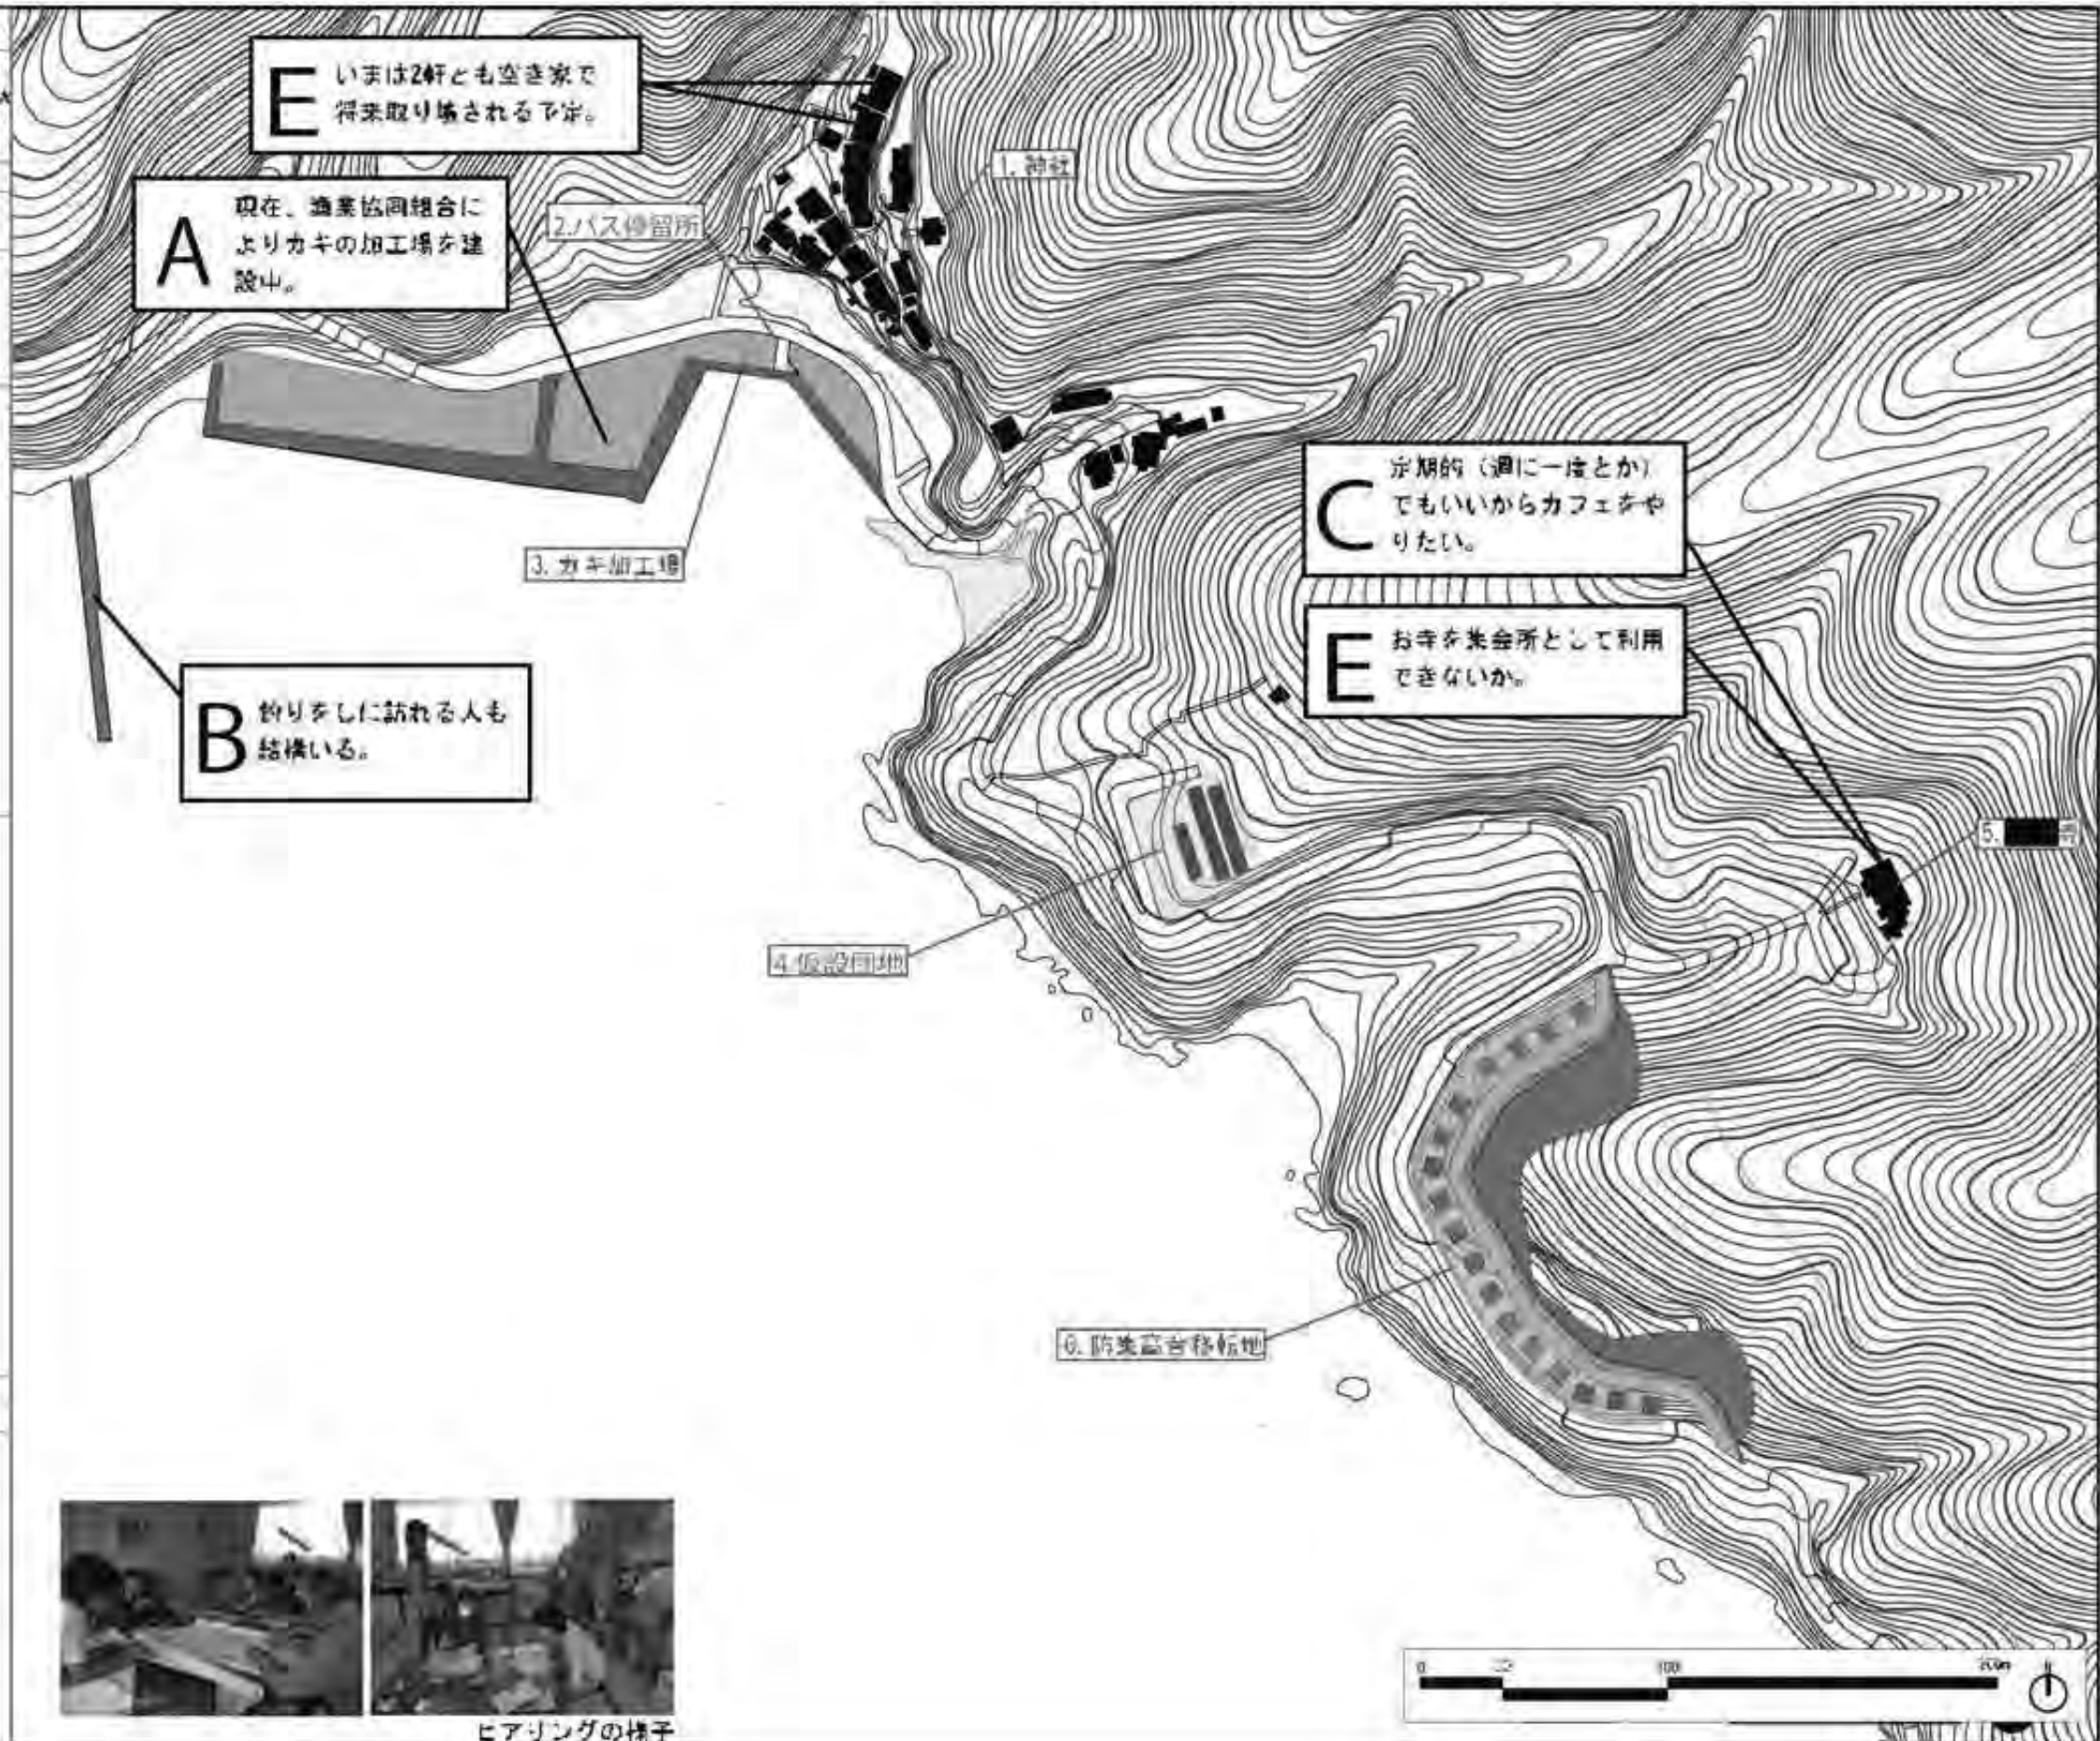 E
いまは2軒とも空き家で
将来取り壊される予定。
A
現在、漁業協同組合に
よりカキの加工場を建
設中。
1. 神社
2.バス停留所
3. カキ加工場
B
釣りをしに訪れる人も
結構いる。
C
定期的（週に一度とか）
でもいいからカフェをや
りたい。
E
お寺を集会所として利用
できないか。
4.仮設団地
5. 寺
6. 防集高台移転地
ヒアリングの様子
0 50 100 200m